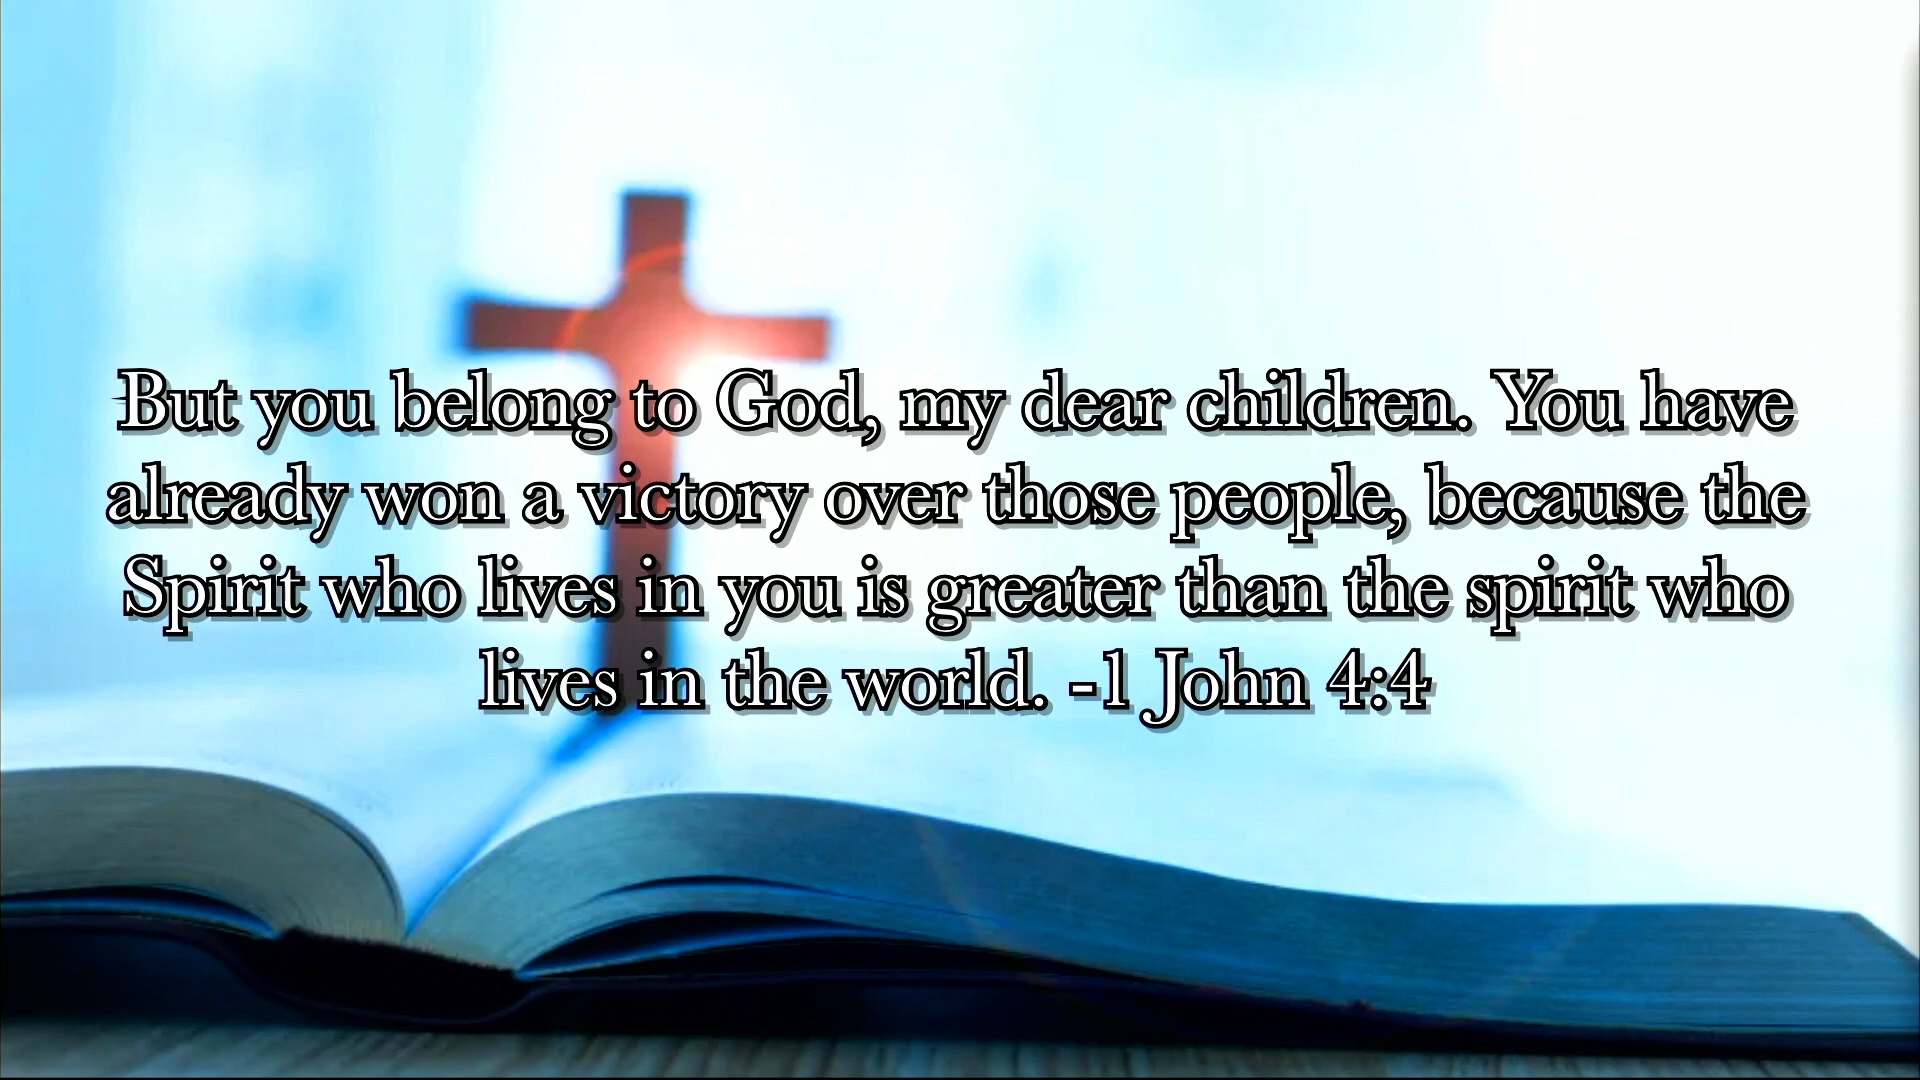 But you belong to God, my dear children. You have
already won a victory over those people, because the
Spirit who lives in you is greater than the spirit who
lives in the world. -1 John 4:4